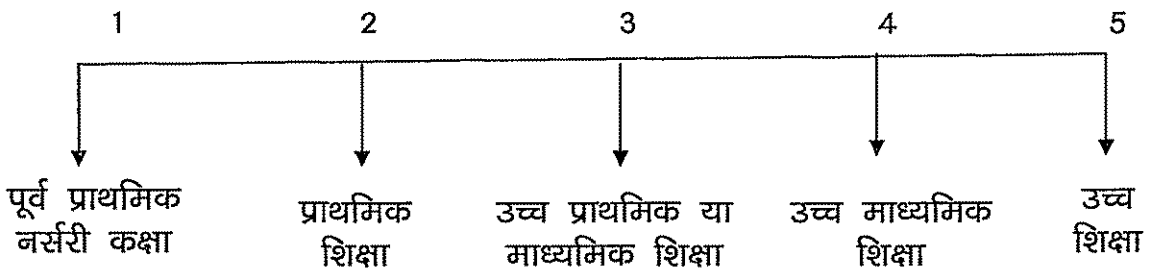 1 2 3 4 5
पूर्व प्राथमिक प्राथमिक उच्च प्राथमिक या उच्च माध्यमिक उच्च
नर्सरी कक्षा शिक्षा माध्यमिक शिक्षा शिक्षा शिक्षा